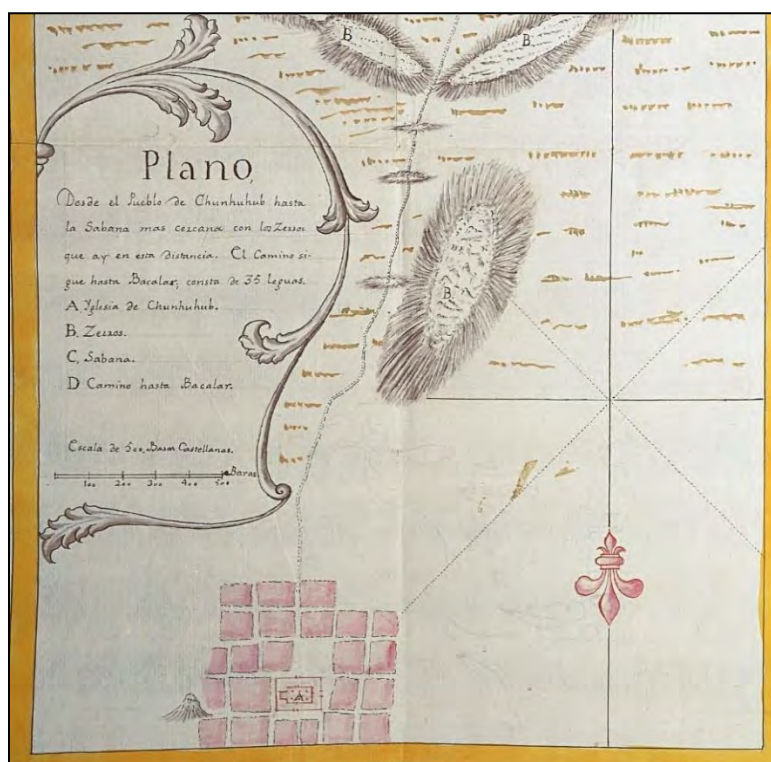 B
B
Plano,
Desde el Pueblo de Chunhuhub hasta
la Sabana mas cercana con los Zerros
que ay en esta distancia. El Camino si-
gue hasta Bacalar, consta de 35 leguas.
A. Yglesia de Chunhuhub.
B. Zerros.
C. Sabana.
D Camino hasta Bacalar.
B
Escala de 500, Baras Castellanas.
Baras
100 200 300 400 500
.A.